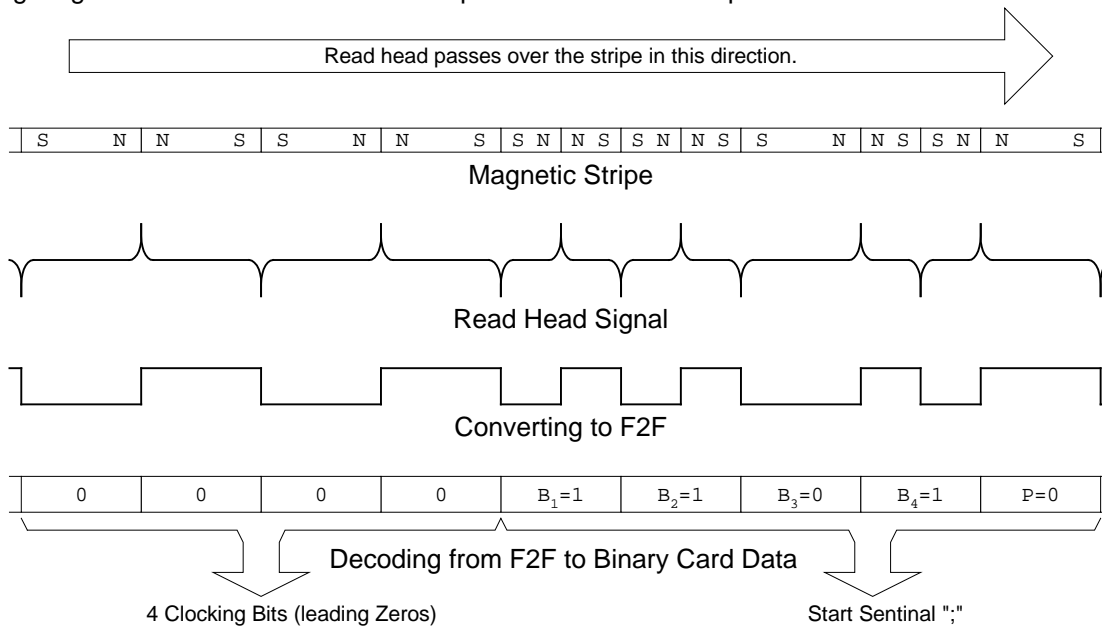 Read head passes over the stripe in this direction.
S N N S S N N S S N N S S N N S S N N S S N N S
Magnetic Stripe
Read Head Signal
Converting to F2F
0 0 0 0 B1=1 B2=1 B3=0 B4=1 P=0
Decoding from F2F to Binary Card Data
4 Clocking Bits (leading Zeros) Start Sentinal ";"